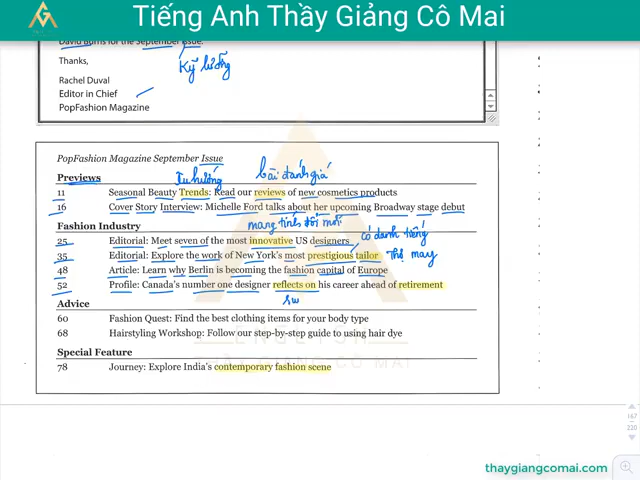 Tiếng Anh Thầy Giảng Cô Mai
David Burns for the September issue.
Thanks,
Kỹ lưỡng
Rachel Duval
Editor in Chief
PopFashion Magazine
PopFashion Magazine September Issue
Previews
xu hướng
bài đánh giá
11 Seasonal Beauty Trends: Read our reviews of new cosmetics products
16 Cover Story Interview: Michelle Ford talks about her upcoming Broadway stage debut
Fashion Industry
mang tính đổi mới
25 Editorial: Meet seven of the most innovative US designers
có danh tiếng
35 Editorial: Explore the work of New York's most prestigious tailor
Thợ may
48 Article: Learn why Berlin is becoming the fashion capital of Europe
52 Profile: Canada's number one designer reflects on his career ahead of retirement
Advice
60 Fashion Quest: Find the best clothing items for your body type
68 Hairstyling Workshop: Follow our step-by-step guide to using hair dye
ENGLISH
THẦY GIẢNG CÔ MAI
Special Feature
78 Journey: Explore India's contemporary fashion scene
167
220
thaygiangcomai.com